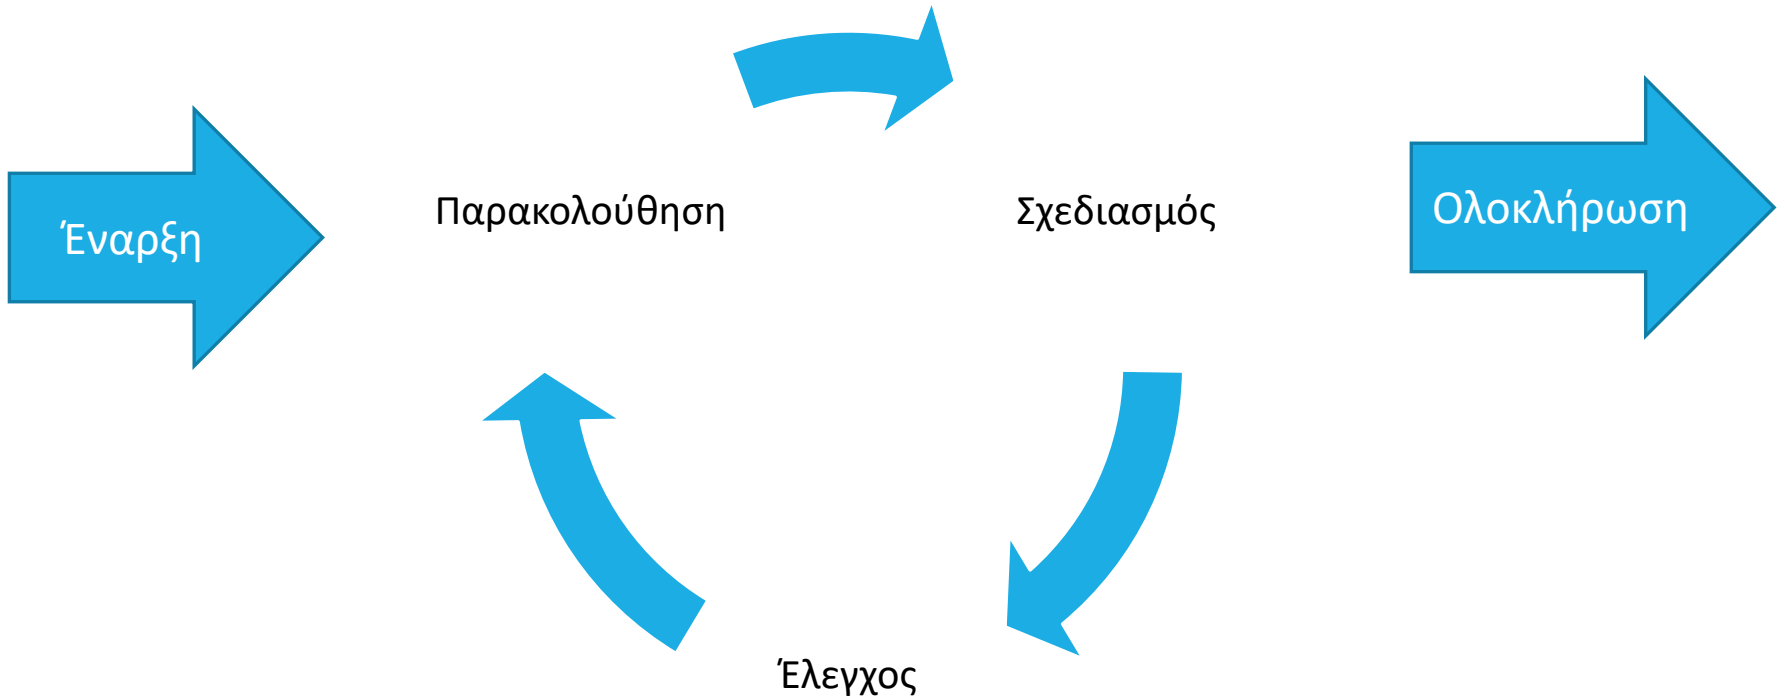 Έναρξη
Παρακολούθηση
Σχεδιασμός
Ολοκλήρωση
Έλεγχος